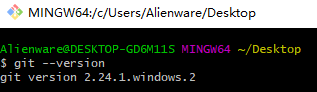 MINGW64:/c/Users/Alienware/Desktop
Alienware@DESKTOP-GD6M11S MINGW64 ~/Desktop
$ git --version
git version 2.24.1.windows.2